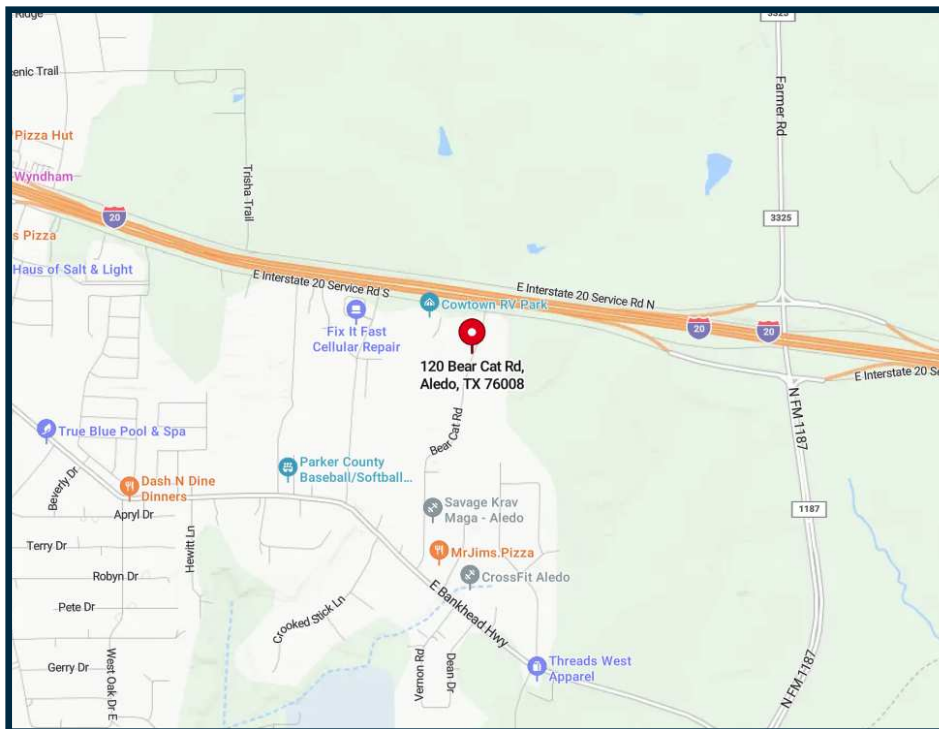 Ridge
3325
enic Trail
Farmer Rd
Pizza Hut
Wyndham
Trisha Trail
3325
20
s Pizza
Haus of Salt & Light
E Interstate 20 Service Rd S
E Interstate 20 Service Rd N
Cowtown RV Park
Fix It Fast
Cellular Repair
20
20
120 Bear Cat Rd,
Aledo, TX 76008
E Interstate 20 Se
N FM 1187
True Blue Pool & Spa
Bear Cat Rd
Parker County
Baseball/Softball...
Beverly Dr
Dash N Dine
Dinners
Apryl Dr
Savage Krav
Maga - Aledo
1187
Terry Dr
Hewitt Ln
MrJims.Pizza
Robyn Dr
CrossFit Aledo
Pete Dr
E Bankhead Hwy
Crooked Stick Ln
Gerry Dr
West Oak Dr E
Vernon Rd
Dean Dr
Threads West
Apparel
N FM 1187